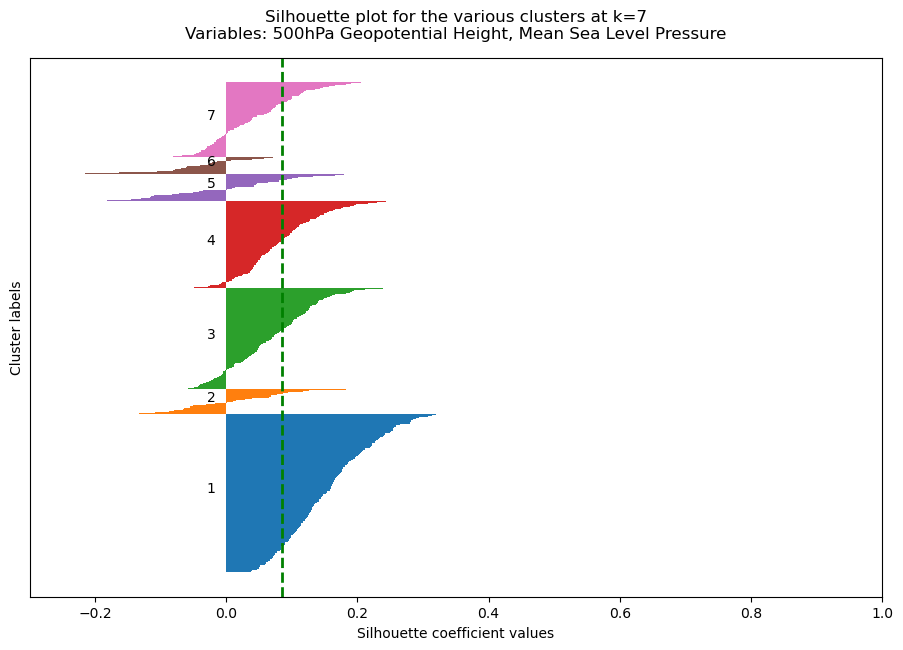 Silhouette plot for the various clusters at k=7
Variables: 500hPa Geopotential Height, Mean Sea Level Pressure
7
6
5
4
3
2
1
Cluster labels
−0.2 0.0 0.2 0.4 0.6 0.8 1.0
Silhouette coefficient values